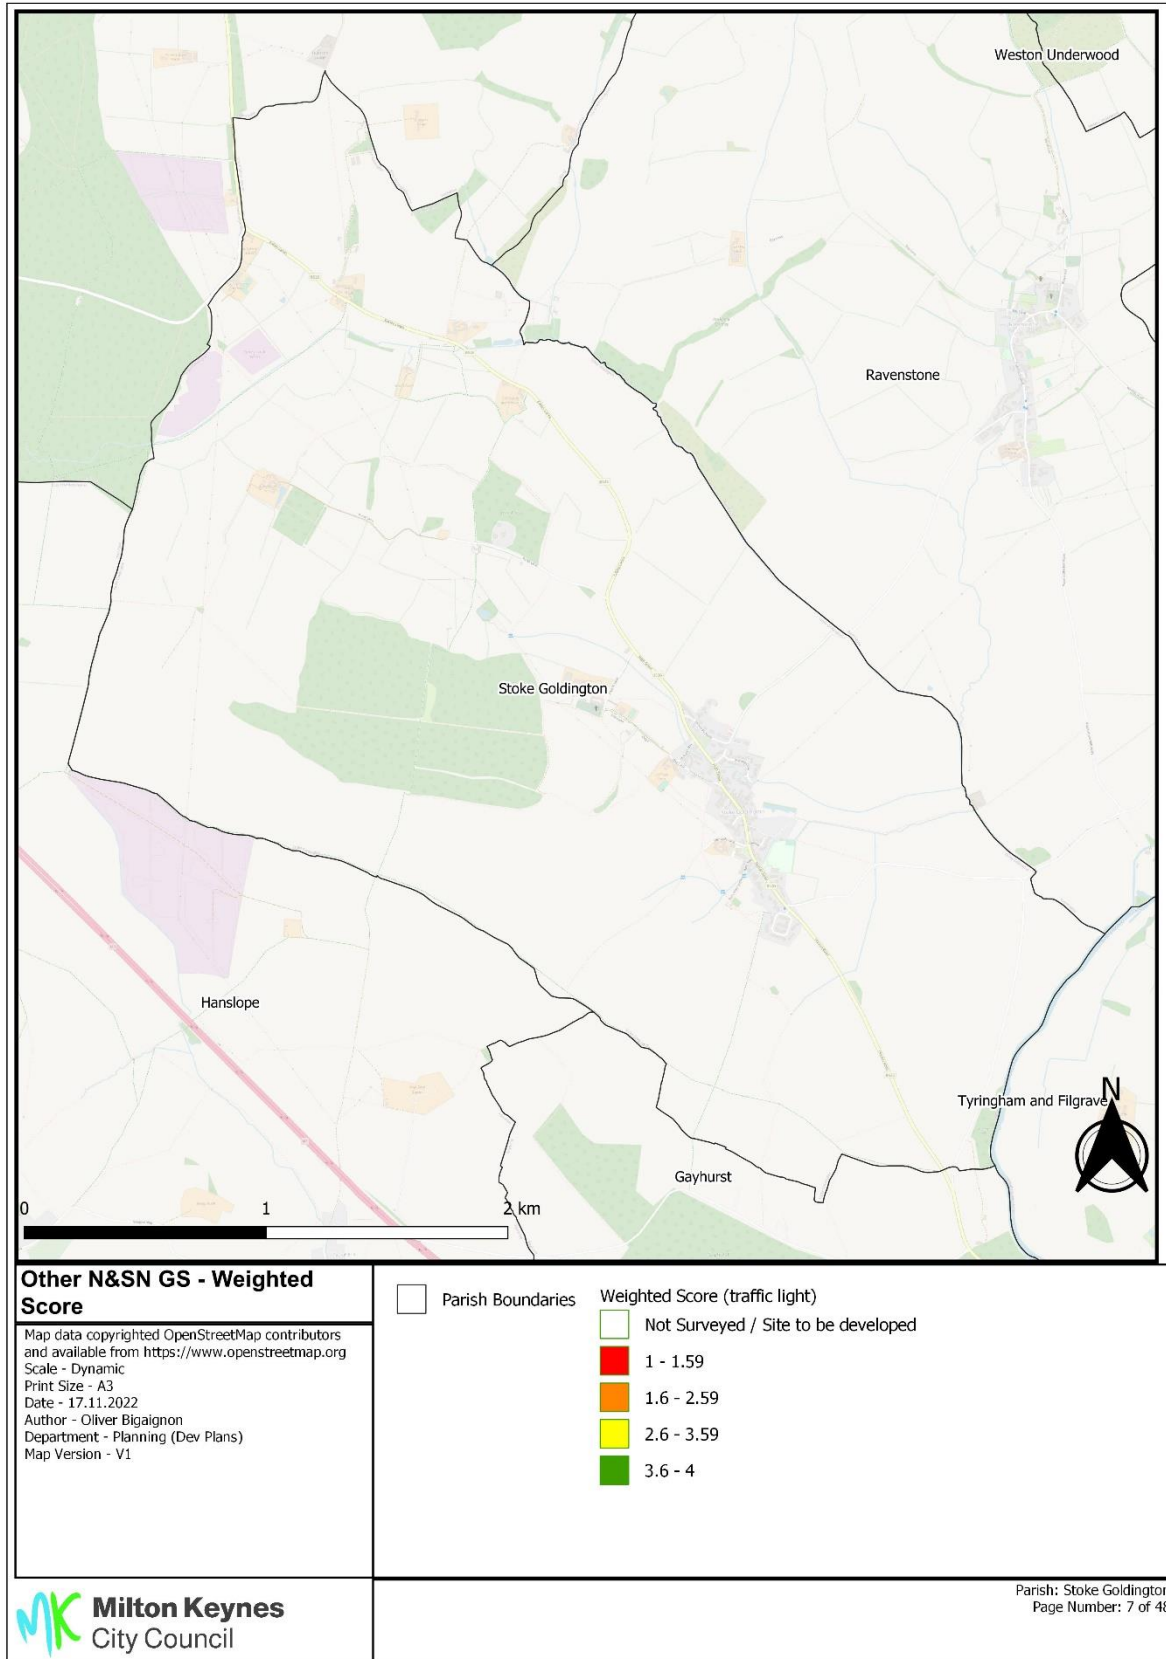 Weston Underwood
Ravenstone
Stoke Goldington
Hanslope
Tyringham and Filgrave
N
Gayhurst
0 1 2 km
Other N&SN GS - Weighted
Score
Map data copyrighted OpenStreetMap contributors
and available from https://www.openstreetmap.org
Scale - Dynamic
Print Size - A3
Date - 17.11.2022
Author - Oliver Bigaignon
Department - Planning (Dev Plans)
Map Version - V1
Parish Boundaries
Weighted Score (traffic light)
Not Surveyed / Site to be developed
1 - 1.59
1.6 - 2.59
2.6 - 3.59
3.6 - 4
MK Milton Keynes
City Council
Parish: Stoke Goldington
Page Number: 7 of 48